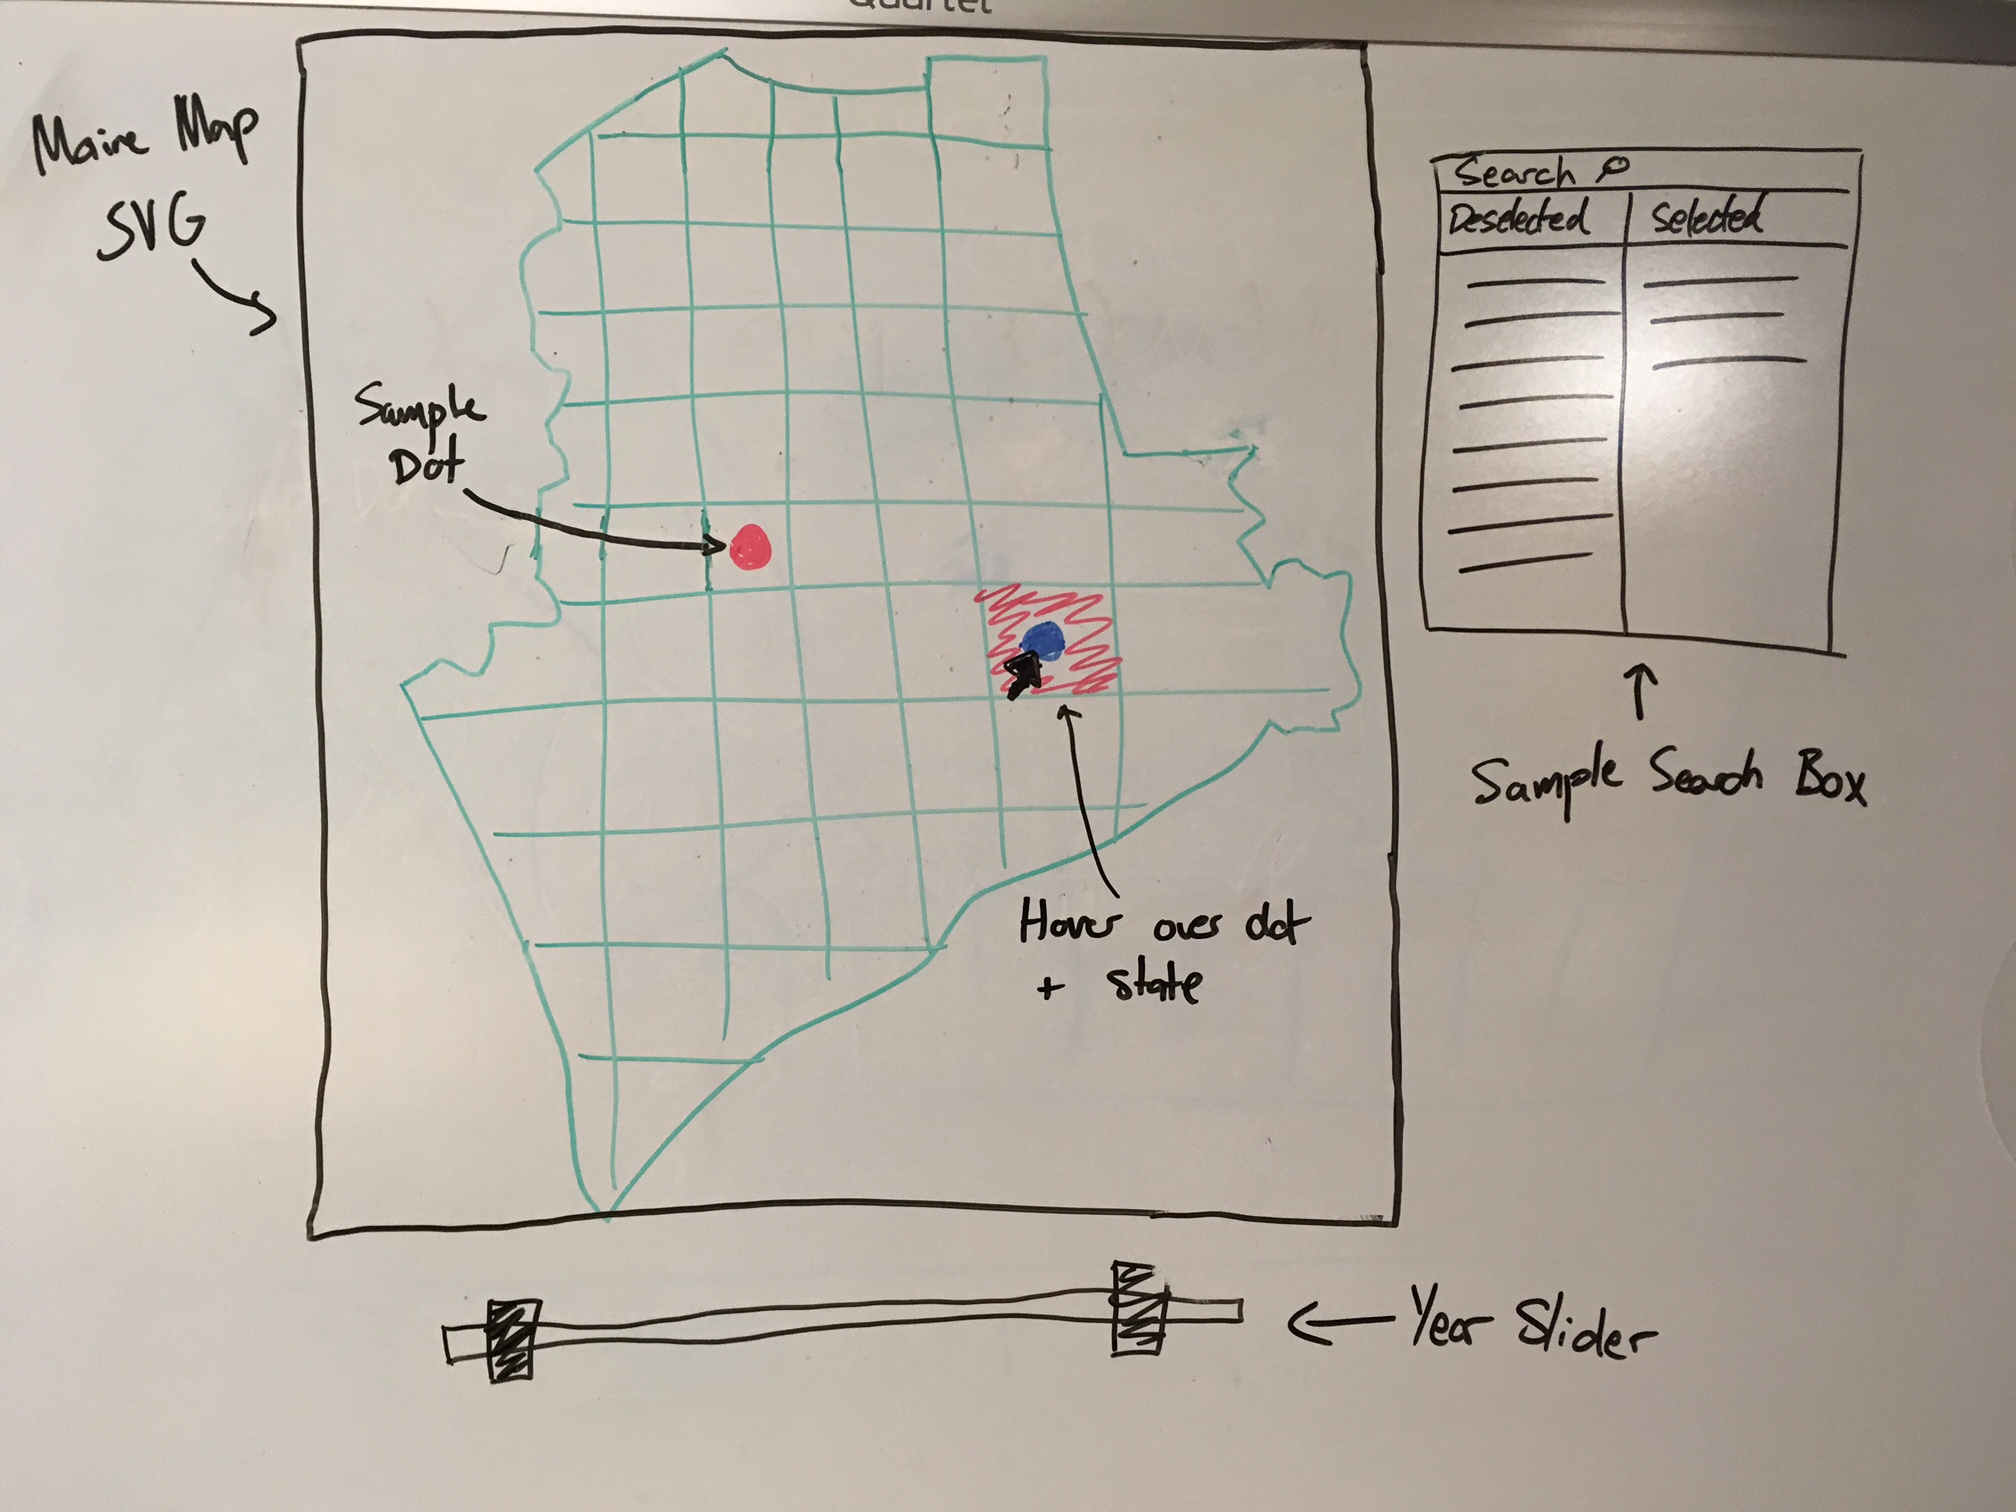 Quartet
Maine Map
SVG
Search
Deselected
Selected
Sample
Dot
Sample Search Box
Hover over dot
+ state
Year Slider